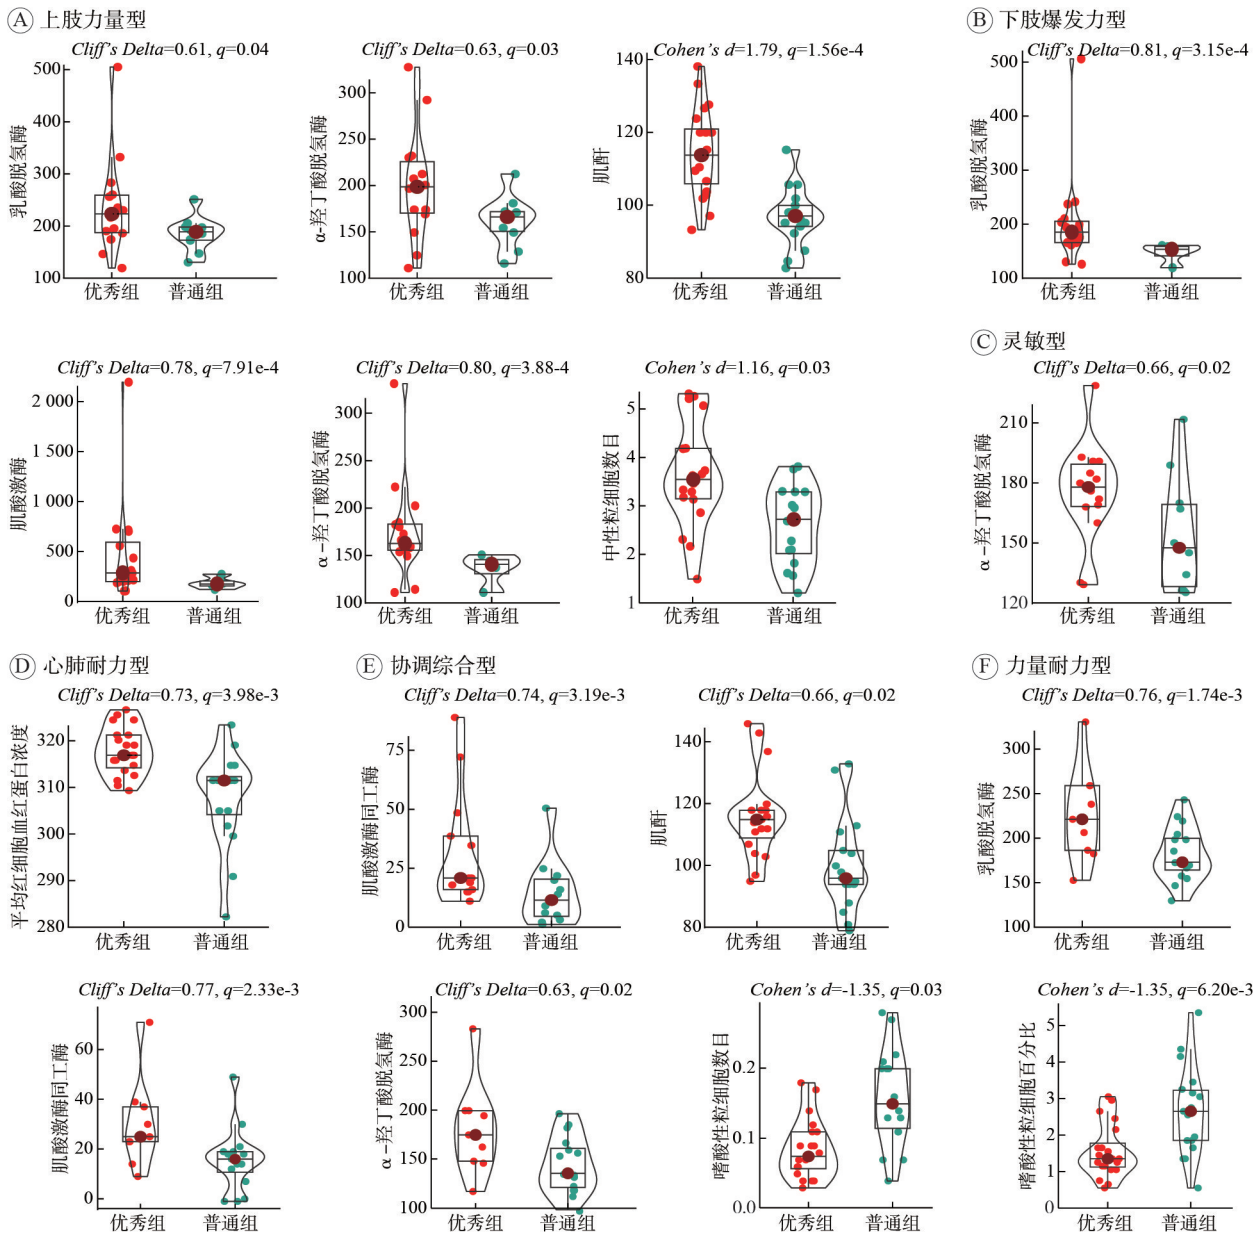 A 上肢力量型
B 下肢爆发力型
Cliff's Delta=0.61, q=0.04
Cliff's Delta=0.63, q=0.03
Cohen's d=1.79, q=1.56e-4
Cliff's Delta=0.81, q=3.15e-4
乳酸脱氢酶
500
400
300
200
100
优秀组 普通组
α-羟丁酸脱氢酶
300
250
200
150
100
优秀组 普通组
肌酐
140
120
100
80
优秀组 普通组
乳酸脱氢酶
500
400
300
200
100
优秀组 普通组
C 灵敏型
Cliff's Delta=0.78, q=7.91e-4
Cliff's Delta=0.80, q=3.88-4
Cohen's d=1.16, q=0.03
Cliff's Delta=0.66, q=0.02
肌酸激酶
2 000
1 500
1 000
500
0
优秀组 普通组
α-羟丁酸脱氢酶
300
250
200
150
100
优秀组 普通组
中性粒细胞数目
5
4
3
2
1
优秀组 普通组
α-羟丁酸脱氢酶
210
180
150
120
优秀组 普通组
D 心肺耐力型
E 协调综合型
F 力量耐力型
Cliff's Delta=0.73, q=3.98e-3
Cliff's Delta=0.74, q=3.19e-3
Cliff's Delta=0.66, q=0.02
Cliff's Delta=0.76, q=1.74e-3
平均红细胞血红蛋白浓度
320
310
300
290
280
优秀组 普通组
肌酸激酶同工酶
75
50
25
0
优秀组 普通组
肌酐
140
120
100
80
优秀组 普通组
乳酸脱氢酶
300
250
200
150
100
优秀组 普通组
Cliff's Delta=0.77, q=2.33e-3
Cliff's Delta=0.63, q=0.02
Cohen's d=-1.35, q=0.03
Cohen's d=-1.35, q=6.20e-3
肌酸激酶同工酶
60
40
20
0
优秀组 普通组
α-羟丁酸脱氢酶
300
250
200
150
100
优秀组 普通组
嗜酸性粒细胞数目
0.2
0.1
0.0
优秀组 普通组
嗜酸性粒细胞百分比
5
4
3
2
1
0
优秀组 普通组